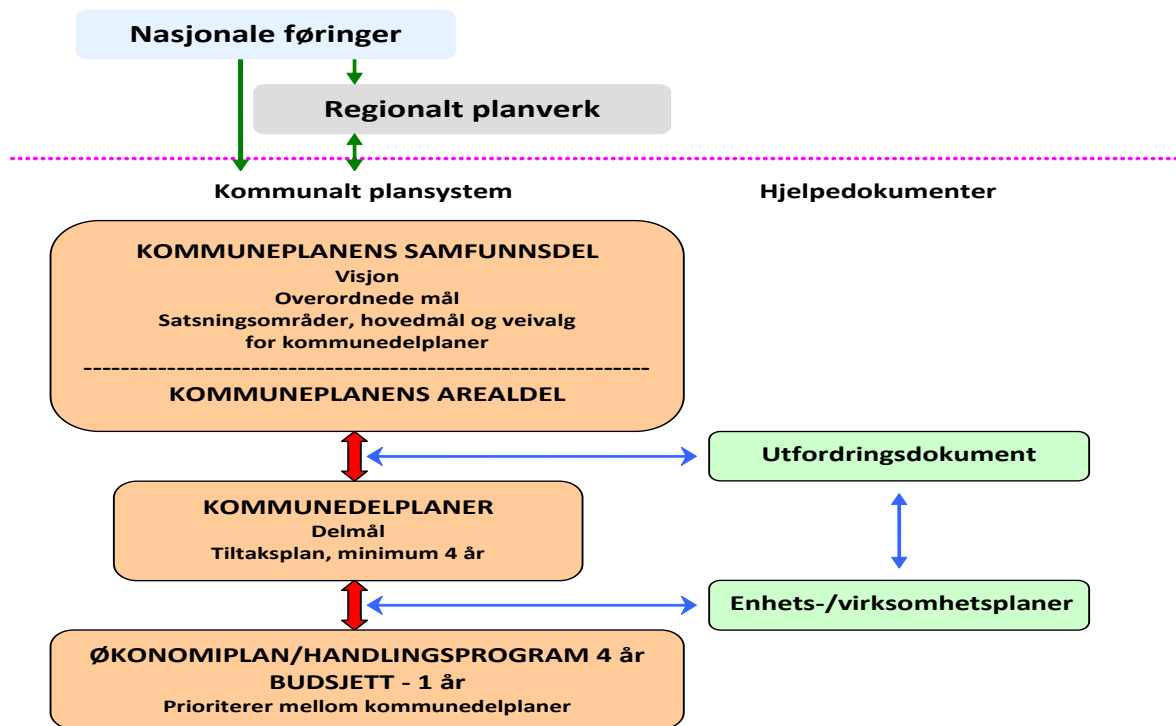 Nasjonale føringer
Regionalt planverk
Kommunalt plansystem
Hjelpedokumenter
KOMMUNEPLANENS SAMFUNNSDEL
Visjon
Overordnede mål
Satsningsområder, hovedmål og veivalg
for kommunedelplaner
KOMMUNEPLANENS AREALDEL
Utfordringsdokument
KOMMUNEDELPLANER
Delmål
Tiltaksplan, minimum 4 år
Enhets-/virksomhetsplaner
ØKONOMIPLAN/HANDLINGSPROGRAM 4 år
BUDSJETT - 1 år
Prioriterer mellom kommunedelplaner